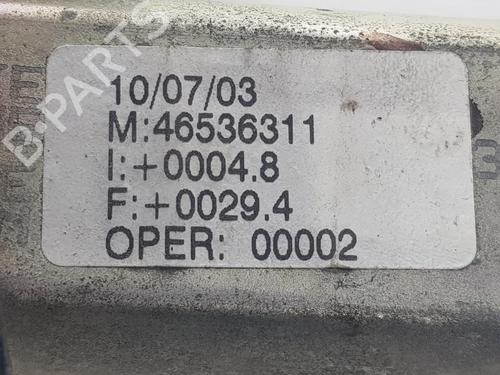 10/07/03
M:46536311
I:+0004.8
F:+0029.4
OPER: 00002
B-PARTS